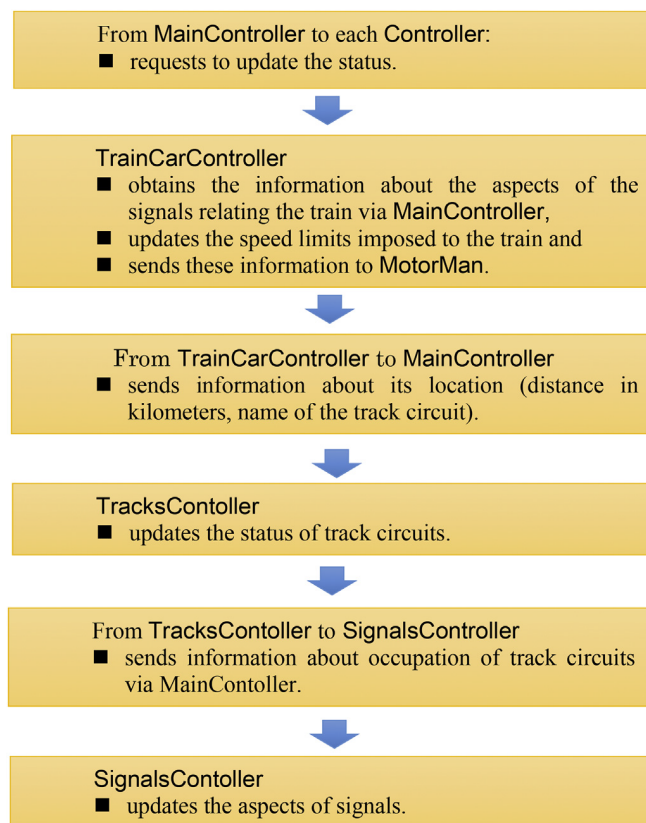 From MainController to each Controller:
■ requests to update the status.
TrainCarController
■ obtains the information about the aspects of the
signals relating the train via MainController,
■ updates the speed limits imposed to the train and
■ sends these information to MotorMan.
From TrainCarController to MainController
■ sends information about its location (distance in
kilometers, name of the track circuit).
TracksContoller
■ updates the status of track circuits.
From TracksContoller to SignalsController
■ sends information about occupation of track circuits
via MainContoller.
SignalsContoller
■ updates the aspects of signals.